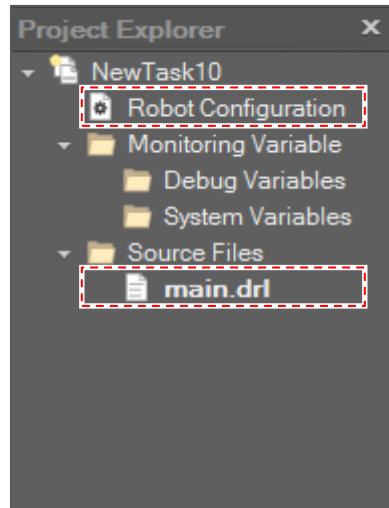 Project Explorer x
NewTask10
Robot Configuration
Monitoring Variable
Debug Variables
System Variables
Source Files
main.drl